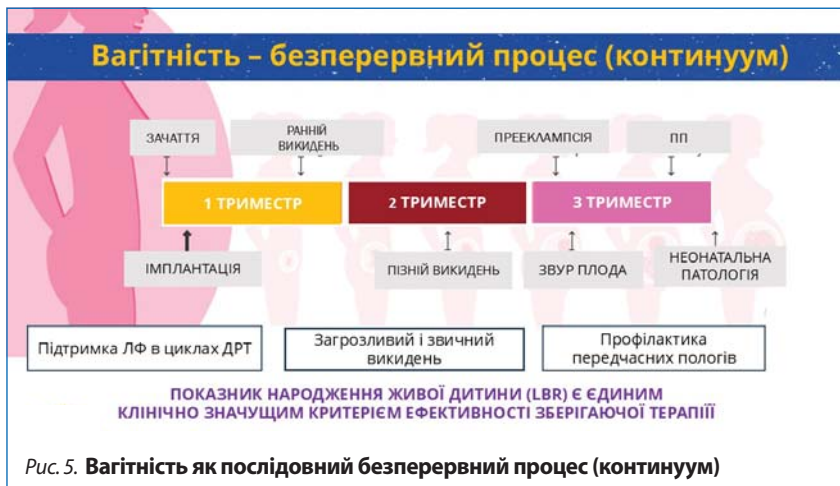 Вагітність – безперервний процес (континуум)
ЗАЧАТТЯ
РАННІЙ
ВИКИДЕНЬ
ПРЕЕКЛАМПСІЯ
ПП
1 ТРИМЕСТР
2 ТРИМЕСТР
3 ТРИМЕСТР
ІМПЛАНТАЦІЯ
ПІЗНІЙ ВИКИДЕНЬ
ЗВУР ПЛОДА
НЕОНАТАЛЬНА
ПАТОЛОГІЯ
Підтримка ЛФ в циклах ДРТ
Загрозливий і звичний
викидень
Профілактика
передчасних пологів
ПОКАЗНИК НАРОДЖЕННЯ ЖИВОЇ ДИТИНИ (LBR) Є ЄДИНИМ
КЛІНІЧНО ЗНАЧУЩИМ КРИТЕРІЄМ ЕФЕКТИВНОСТІ ЗБЕРІГАЮЧОЇ ТЕРАПІЇЇ
Рис. 5. Вагітність як послідовний безперервний процес (континуум)